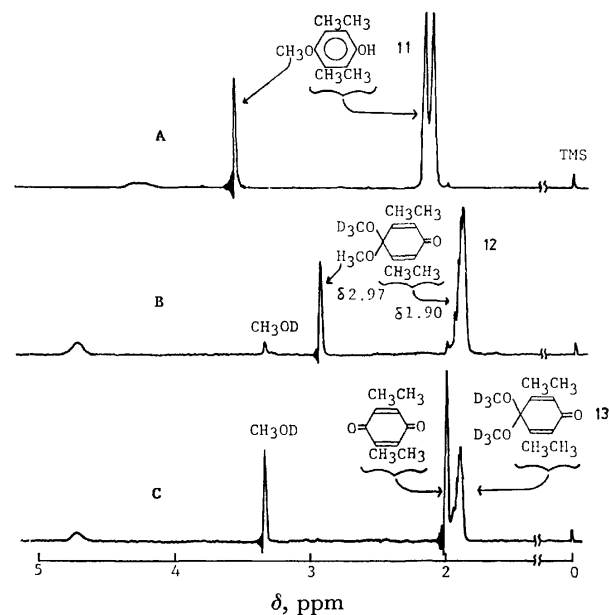 CH₃CH₃
CH₃O
OH
11
CH₃CH₃
A
TMS
CH₃CH₃
D₃CO
O
12
H₃CO
CH₃CH₃
δ2.97
δ1.90
B
CH₃OD
CH₃CH₃
O
O
CH₃CH₃
CH₃CH₃
D₃CO
O
13
D₃CO
CH₃CH₃
CH₃OD
C
5
4
3
2
1
0
δ, ppm